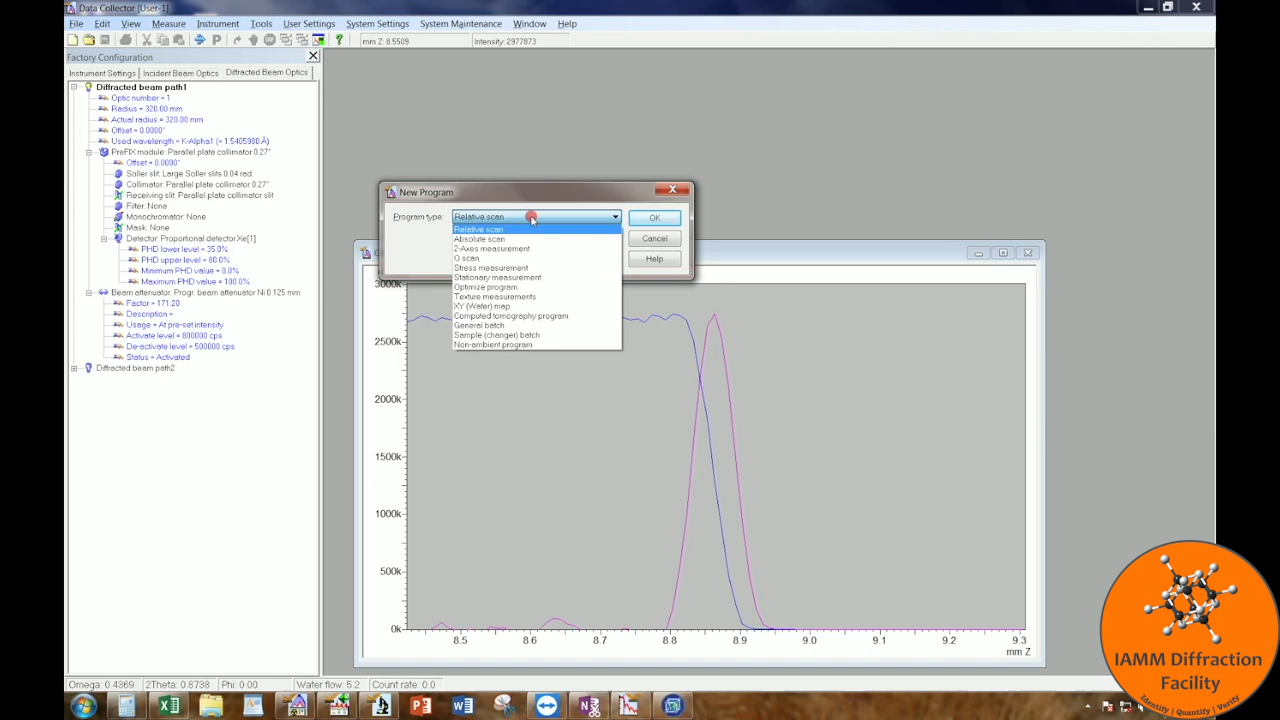 Data Collector [User-1]
File Edit View Measure Instrument Tools User Settings System Settings System Maintenance Window Help
mm Z: 8.5509 Intensity: 2977873
Factory Configuration
Instrument Settings Incident Beam Optics Diffracted Beam Optics
Diffracted beam path1
Optic number = 1
Radius = 320.00 mm
Actual radius = 320.00 mm
Offset = 0.0000°
Used wavelength = K-Alpha1 (= 1.5405980 Å)
PreFIX module: Parallel plate collimator 0.27°
Offset = 0.0000°
Soller slit: Large Soller slits 0.04 rad.
Collimator: Parallel plate collimator 0.27°
Receiving slit: Parallel plate collimator slit
Filter: None
Monochromator: None
Mask: None
Detector: Proportional detector Xe[1]
PHD lower level = 35.0%
PHD upper level = 80.0%
Minimum PHD value = 0.0%
Maximum PHD value = 100.0%
Beam attenuator: Progr. beam attenuator Ni 0.125 mm
Factor = 171.20
Description =
Usage = At pre-set intensity
Activate level = 800000 cps
De-activate level = 500000 cps
Status = Activated
Diffracted beam path2
New Program
Program type: Relative scan OK
Relative scan
Absolute scan Cancel
2-Axes measurement
Q scan Help
Stress measurement
Stationary measurement
Optimize program
Texture measurements
XY (Wafer) map
Computed tomography program
General batch
Sample (changer) batch
Non-ambient program
3000k
2500k
2000k
1500k
1000k
500k
0k
8.5 8.6 8.7 8.8 8.9 9.0 9.1 9.2 9.3
mm Z
Omega: 0.4369 2Theta: 0.8738 Phi: 0.00 Water flow: 5.2 Count rate: 0.0
IAMM Diffraction
Facility
Identify | Quantify | Verify